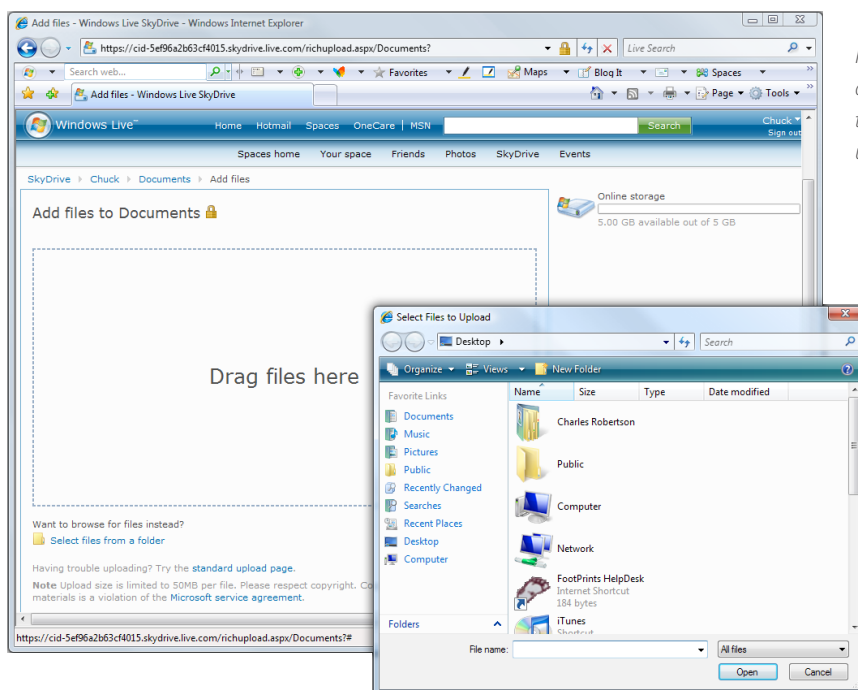 Add files - Windows Live SkyDrive - Windows Internet Explorer
https://cid-5ef96a2b63cf4015.skydrive.live.com/richupload.aspx/Documents?
Live Search
Search web...
Favorites
Maps
Blog It
Spaces
Add files - Windows Live SkyDrive
Page
Tools
Windows Live™
Home Hotmail Spaces OneCare | MSN
Search
Chuck
Sign out
Spaces home Your space Friends Photos SkyDrive Events
SkyDrive Chuck Documents Add files
Add files to Documents
Online storage
5.00 GB available out of 5 GB
Drag files here
Want to browse for files instead?
Select files from a folder
Having trouble uploading? Try the standard upload page.
Note Upload size is limited to 50MB per file. Please respect copyright.
materials is a violation of the Microsoft service agreement.
https://cid-5ef96a2b63cf4015.skydrive.live.com/richupload.aspx/Documents?#
Select Files to Upload
Desktop
Search
Organize Views New Folder
Favorite Links
Documents
Music
Pictures
Public
Recently Changed
Searches
Recent Places
Desktop
Computer
Folders
Name Size Type Date modified
Charles Robertson
Public
Computer
Network
FootPrints HelpDesk
Internet Shortcut
184 bytes
iTunes
Shortcut
File name:
All files
Open Cancel